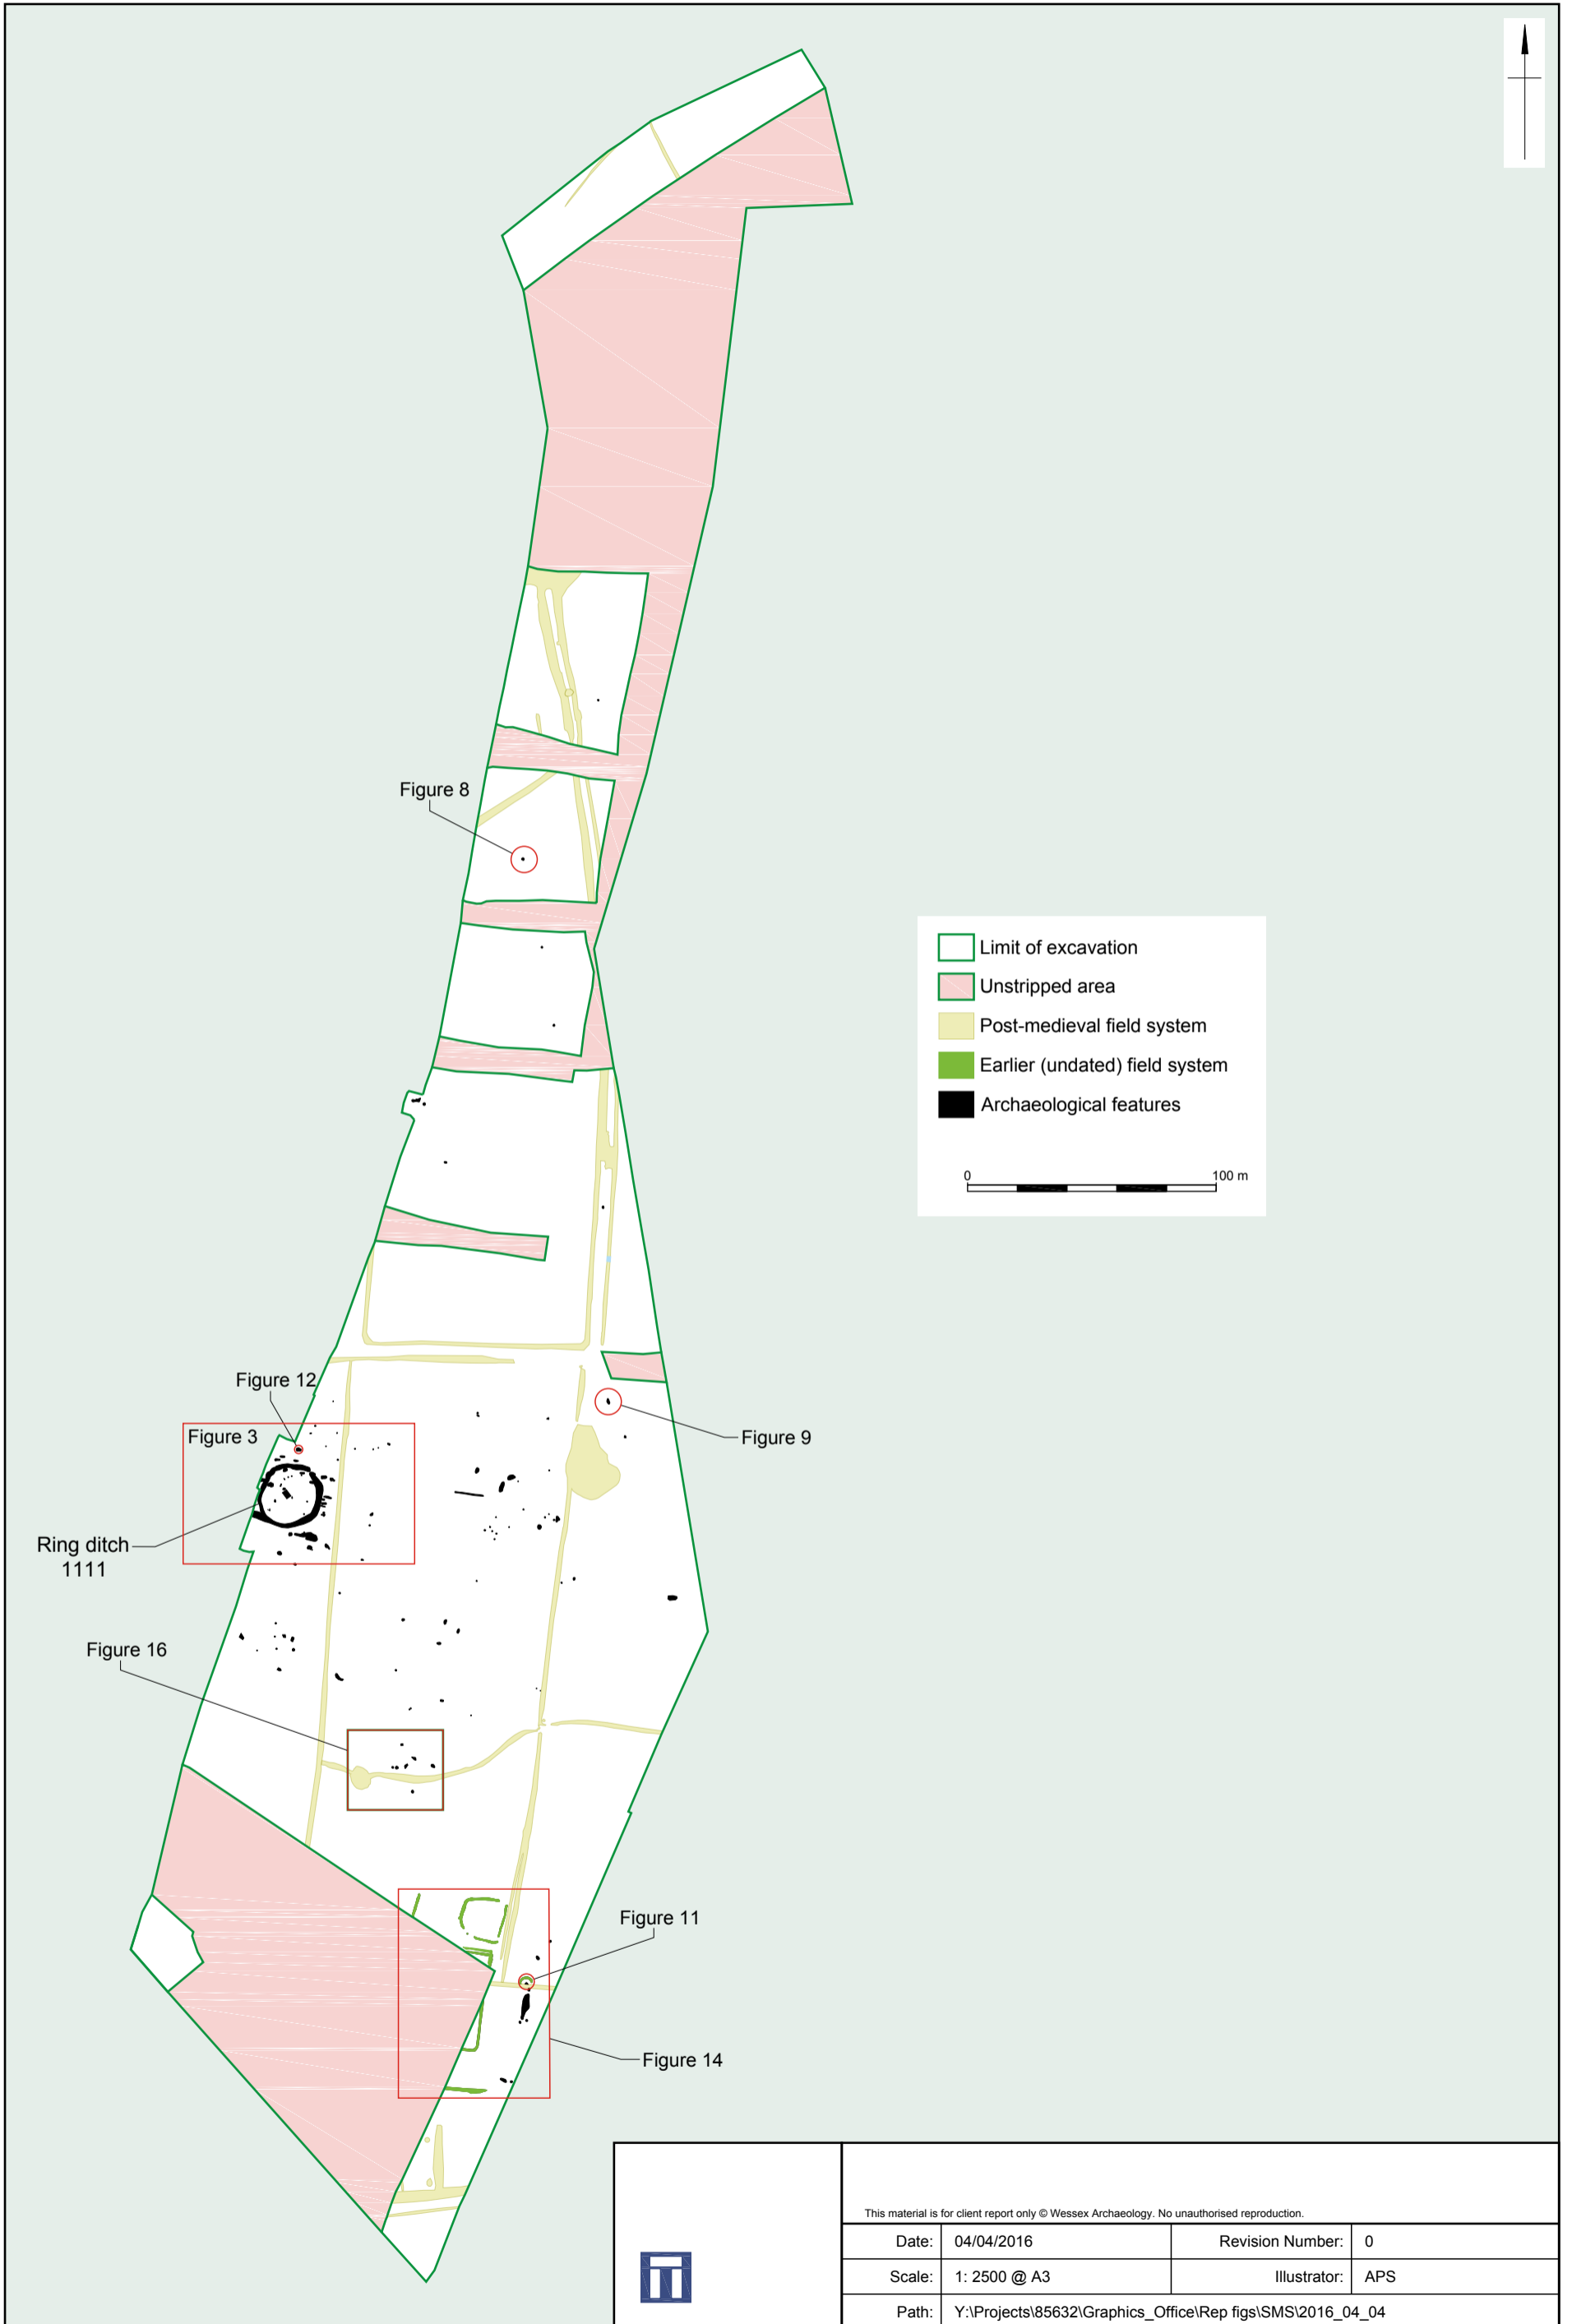 Figure 8
Limit of excavation
Unstripped area
Post-medieval field system
Earlier (undated) field system
Archaeological features
0 100 m
Figure 12
Figure 3
Figure 9
Ring ditch
1111
Figure 16
Figure 11
Figure 14
This material is for client report only © Wessex Archaeology. No unauthorised reproduction.
Date: 04/04/2016 Revision Number: 0
Scale: 1: 2500 @ A3 Illustrator: APS
Path: Y:\Projects\85632\Graphics_Office\Rep figs\SMS\2016_04_04